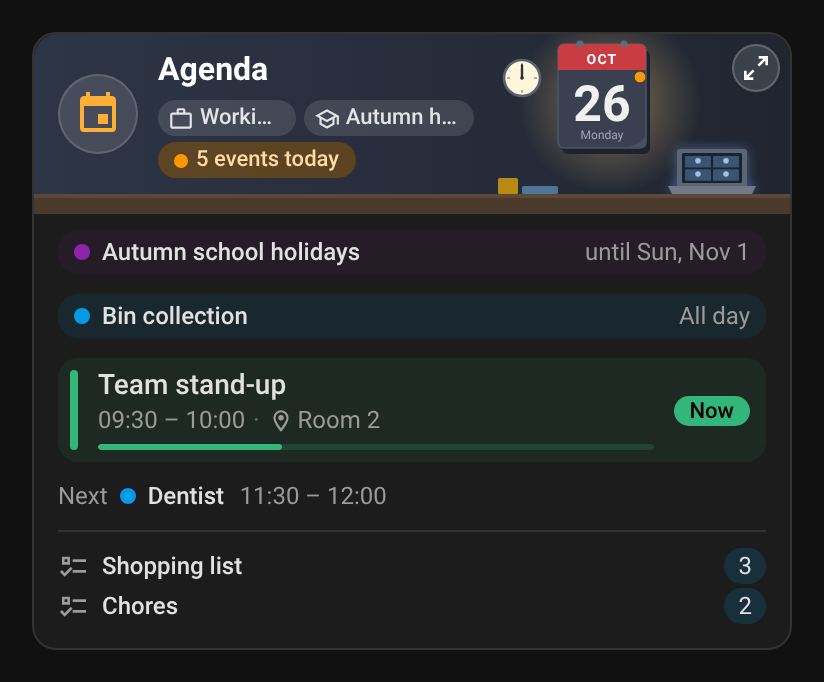 Agenda
Worki...
Autumn h...
5 events today
OCT
26
Monday
Autumn school holidays until Sun, Nov 1
Bin collection All day
Team stand-up
09:30 – 10:00 · Room 2
Now
Next Dentist 11:30 – 12:00
Shopping list 3
Chores 2